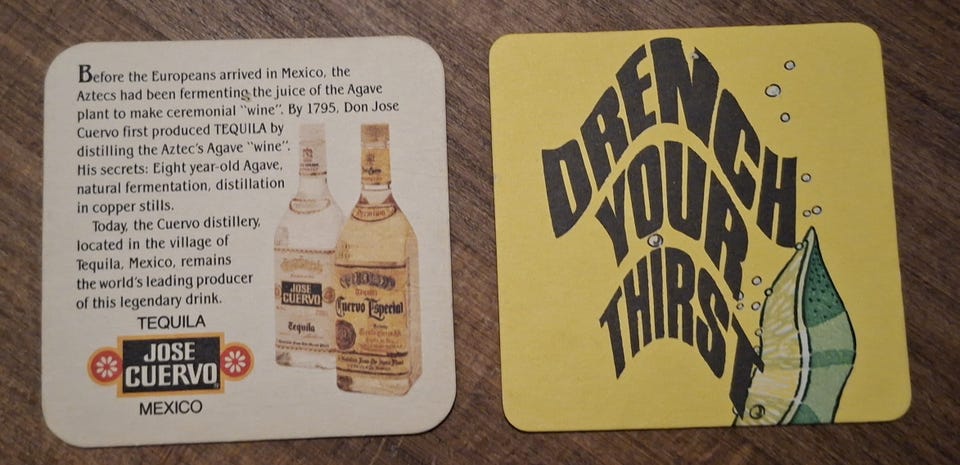 Before the Europeans arrived in Mexico, the
Aztecs had been fermenting the juice of the Agave
plant to make ceremonial "wine". By 1795, Don Jose
Cuervo first produced TEQUILA by
distilling the Aztec's Agave "wine".
His secrets: Eight year-old Agave,
natural fermentation, distillation
in copper stills.
Today, the Cuervo distillery,
located in the village of
Tequila, Mexico, remains
the world's leading producer
of this legendary drink.
TEQUILA
JOSE
CUERVO®
MEXICO
JOSE
CUERVO
Tequila
Premium
Cuervo Especial
DRENCH
YOUR
THIRST